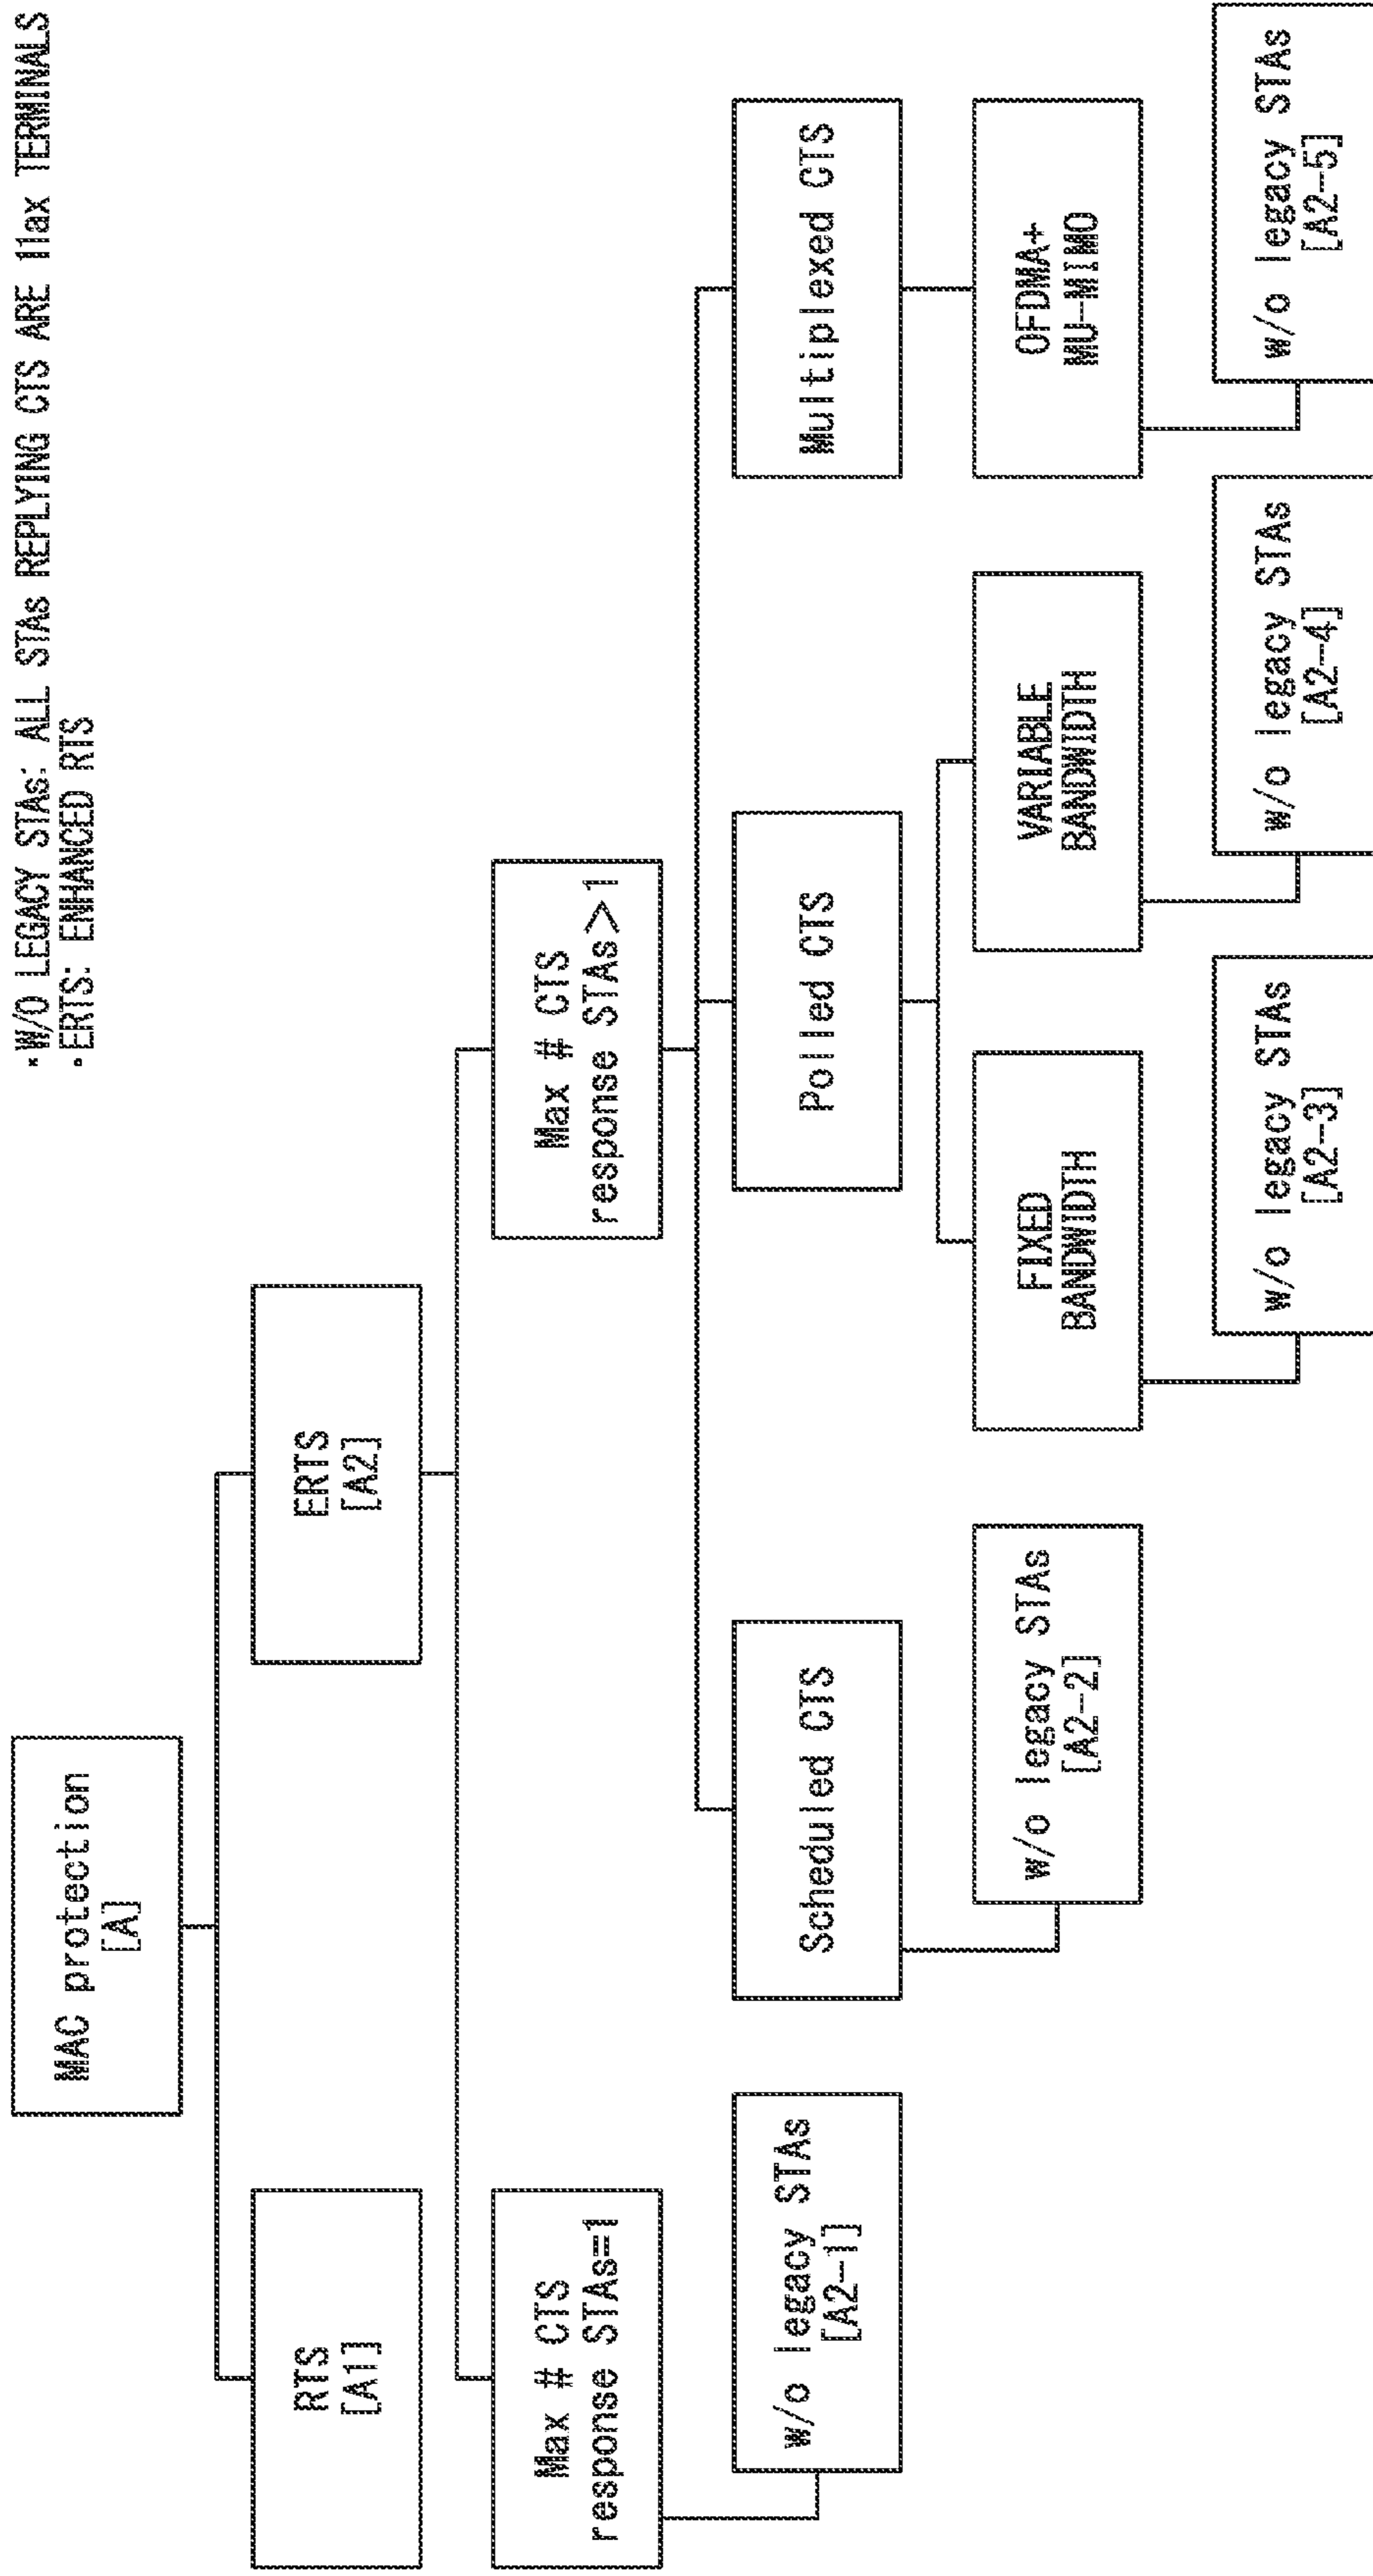 *W/O LEGACY STAs: ALL STAs REPLYING CTS ARE 11ax TERMINALS
•ERTS: ENHANCED RTS
MAC protection
[A]
RTS
[A1]
ERTS
[A2]
Max # CTS
response STAs=1
Max # CTS
response STAs>1
w/o legacy STAs
[A2-1]
Scheduled CTS
Polled CTS
Multiplexed CTS
w/o legacy STAs
[A2-2]
FIXED
BANDWIDTH
VARIABLE
BANDWIDTH
OFDMA+
MU-MIMO
w/o legacy STAs
[A2-3]
w/o legacy STAs
[A2-4]
w/o legacy STAs
[A2-5]